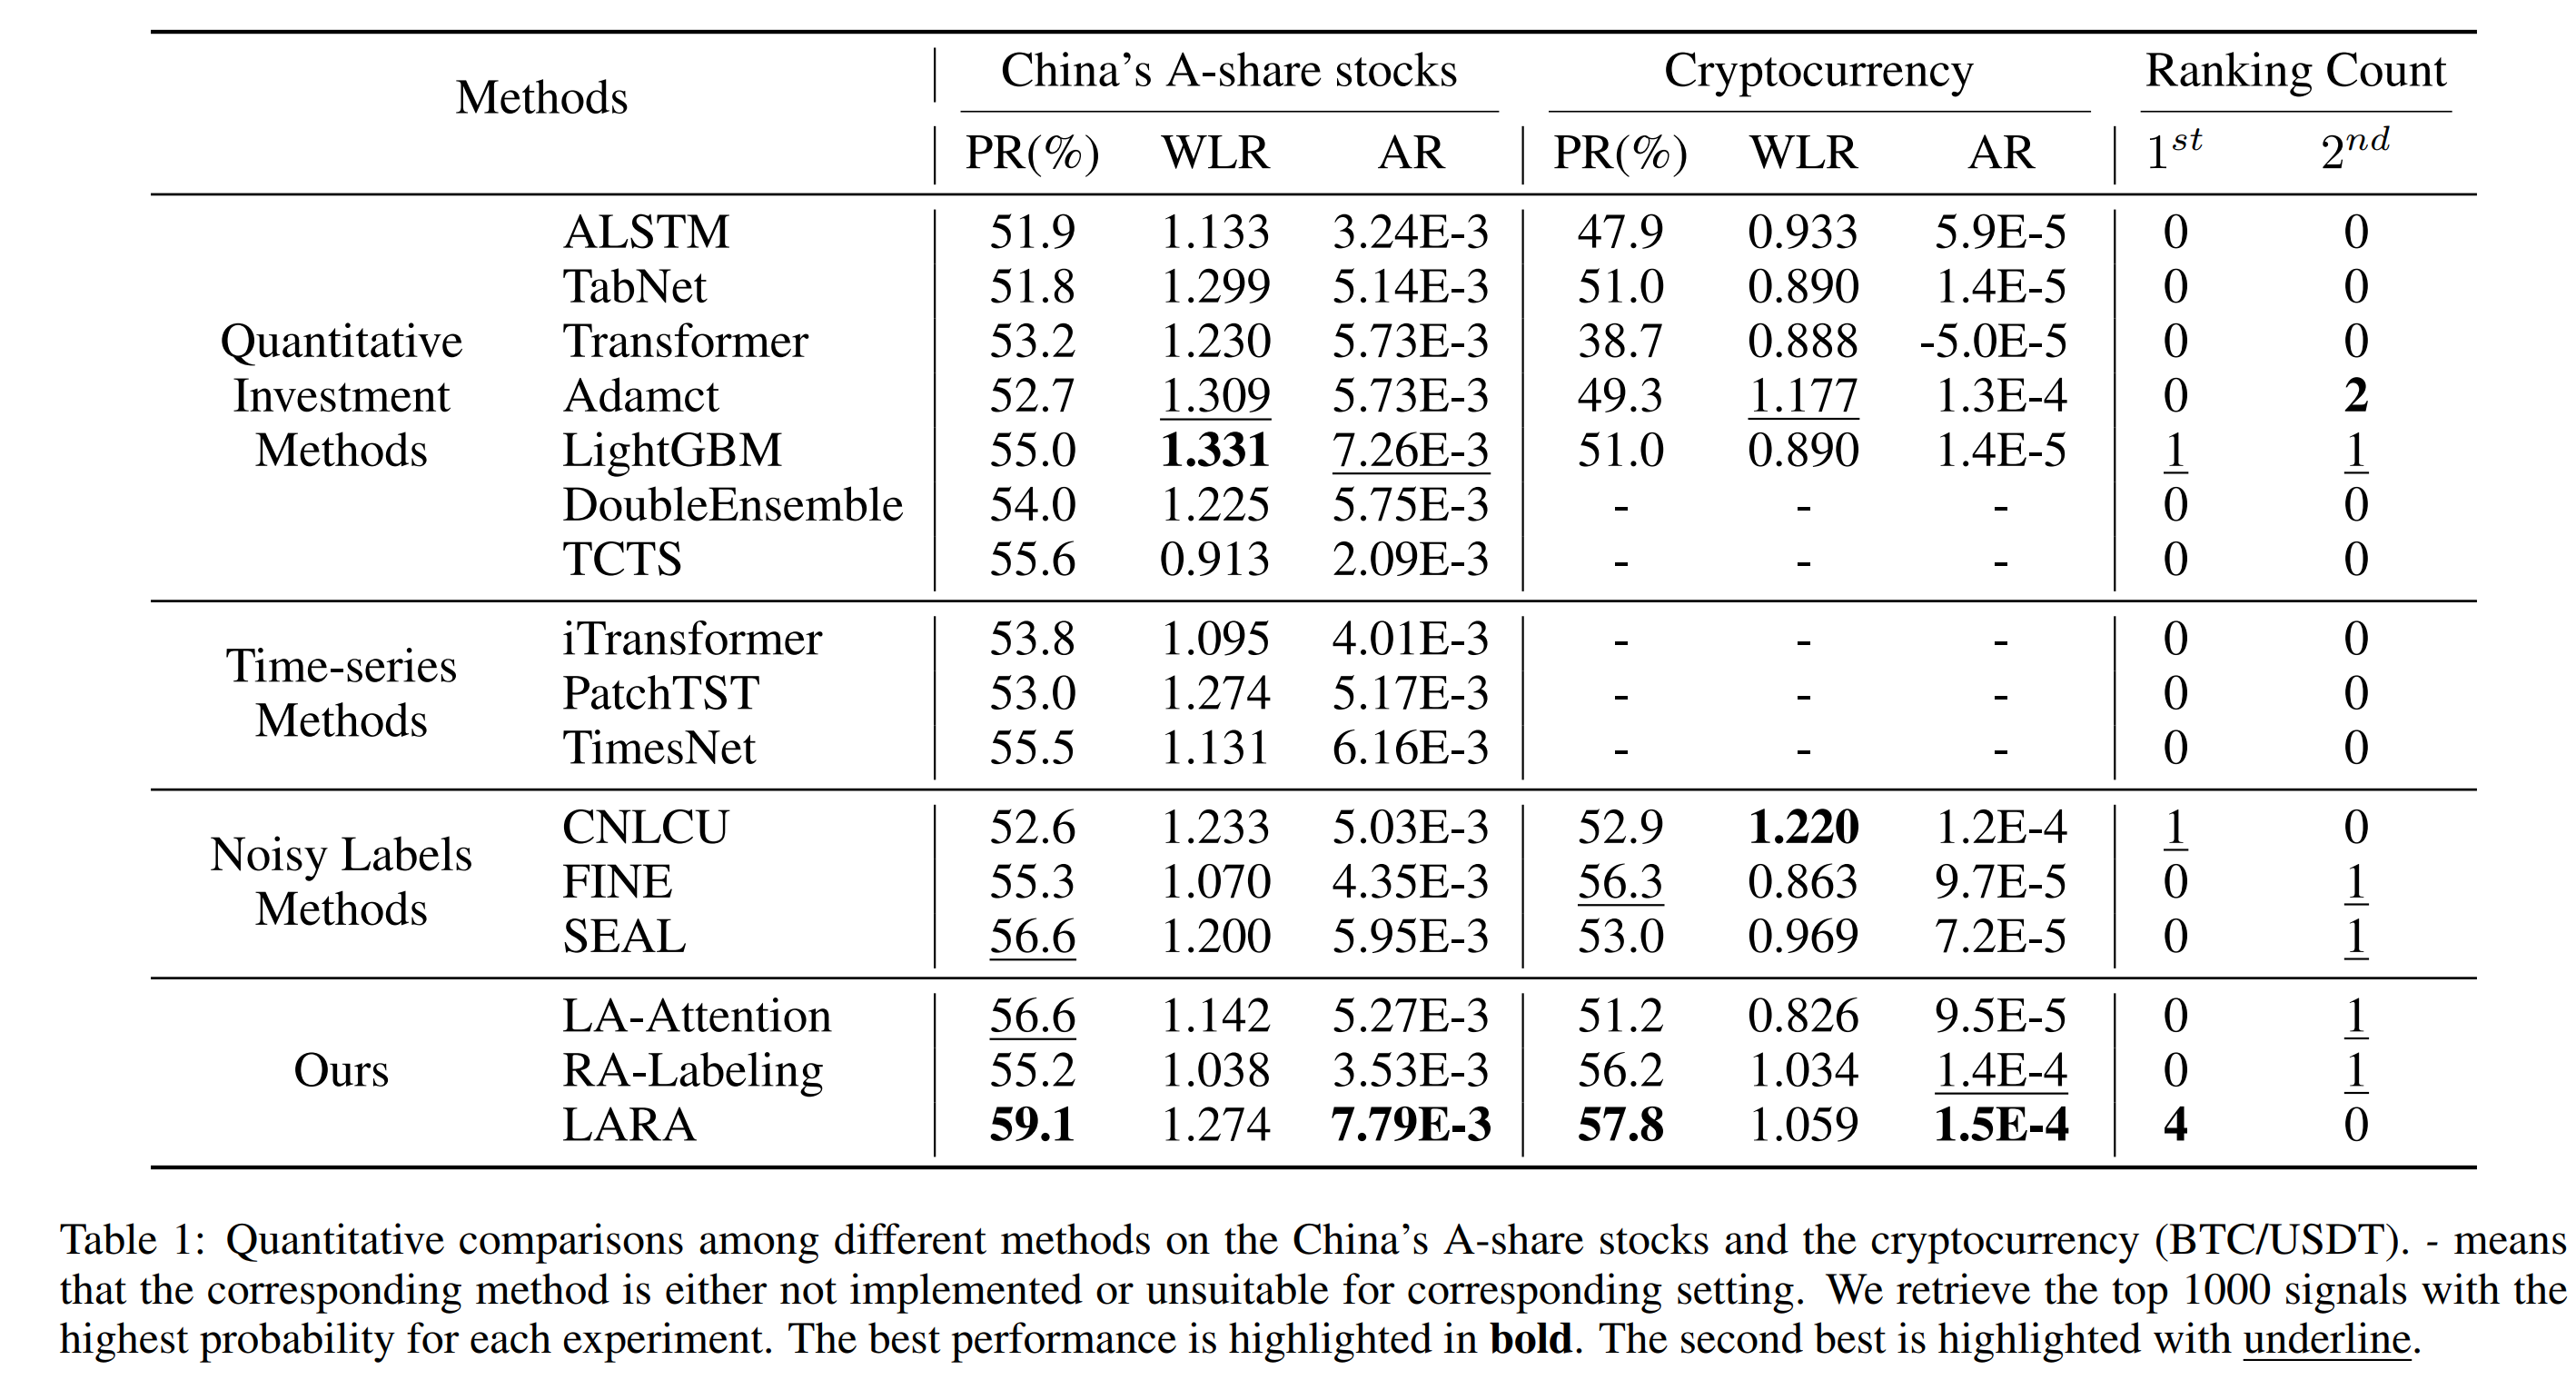 Methods China's A-share stocks Cryptocurrency Ranking Count
PR(%) WLR AR PR(%) WLR AR 1st 2nd
Quantitative Investment Methods
ALSTM 51.9 1.133 3.24E-3 47.9 0.933 5.9E-5 0 0
TabNet 51.8 1.299 5.14E-3 51.0 0.890 1.4E-5 0 0
Transformer 53.2 1.230 5.73E-3 38.7 0.888 -5.0E-5 0 0
Adamct 52.7 1.309 5.73E-3 49.3 1.177 1.3E-4 0 2
LightGBM 55.0 1.331 7.26E-3 51.0 0.890 1.4E-5 1 1
DoubleEnsemble 54.0 1.225 5.75E-3 - - - 0 0
TCTS 55.6 0.913 2.09E-3 - - - 0 0
Time-series Methods
iTransformer 53.8 1.095 4.01E-3 - - - 0 0
PatchTST 53.0 1.274 5.17E-3 - - - 0 0
TimesNet 55.5 1.131 6.16E-3 - - - 0 0
Noisy Labels Methods
CNLCU 52.6 1.233 5.03E-3 52.9 1.220 1.2E-4 1 0
FINE 55.3 1.070 4.35E-3 56.3 0.863 9.7E-5 0 1
SEAL 56.6 1.200 5.95E-3 53.0 0.969 7.2E-5 0 1
Ours
LA-Attention 56.6 1.142 5.27E-3 51.2 0.826 9.5E-5 0 1
RA-Labeling 55.2 1.038 3.53E-3 56.2 1.034 1.4E-4 0 1
LARA 59.1 1.274 7.79E-3 57.8 1.059 1.5E-4 4 0
Table 1: Quantitative comparisons among different methods on the China's A-share stocks and the cryptocurrency (BTC/USDT). - means
that the corresponding method is either not implemented or unsuitable for corresponding setting. We retrieve the top 1000 signals with the
highest probability for each experiment. The best performance is highlighted in bold. The second best is highlighted with underline.